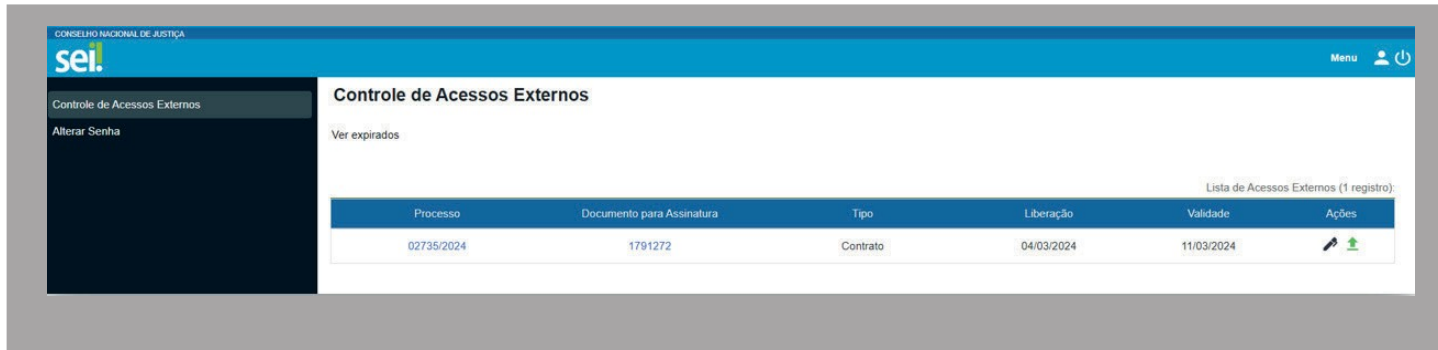 CONSELHO NACIONAL DE JUSTIÇA
sei!
Menu
Controle de Acessos Externos
Alterar Senha
Controle de Acessos Externos
Ver expirados
Lista de Acessos Externos (1 registro):
Processo Documento para Assinatura Tipo Liberação Validade Ações
02735/2024 1791272 Contrato 04/03/2024 11/03/2024